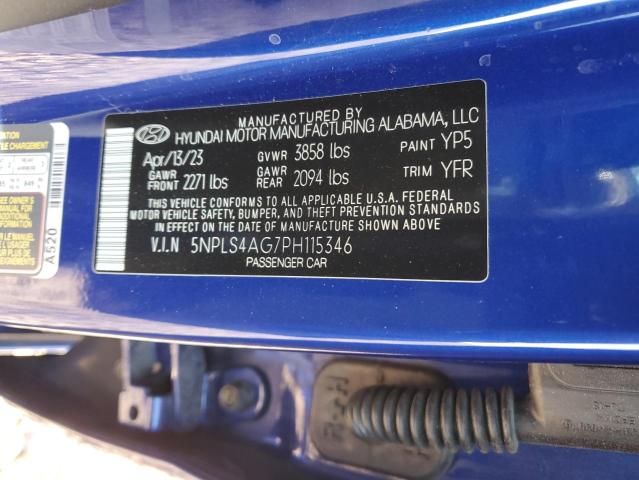 MANUFACTURED BY
HYUNDAI MOTOR MANUFACTURING ALABAMA, LLC
Apr/13/23 GVWR 3858 lbs PAINT YP5
GAWR FRONT 2271 lbs GAWR REAR 2094 lbs TRIM YFR
THIS VEHICLE CONFORMS TO ALL APPLICABLE U.S.A. FEDERAL
MOTOR VEHICLE SAFETY, BUMPER, AND THEFT PREVENTION STANDARDS
IN EFFECT ON THE DATE OF MANUFACTURE SHOWN ABOVE.
V.I.N 5NPLS4AG7PH115346
PASSENGER CAR
A520